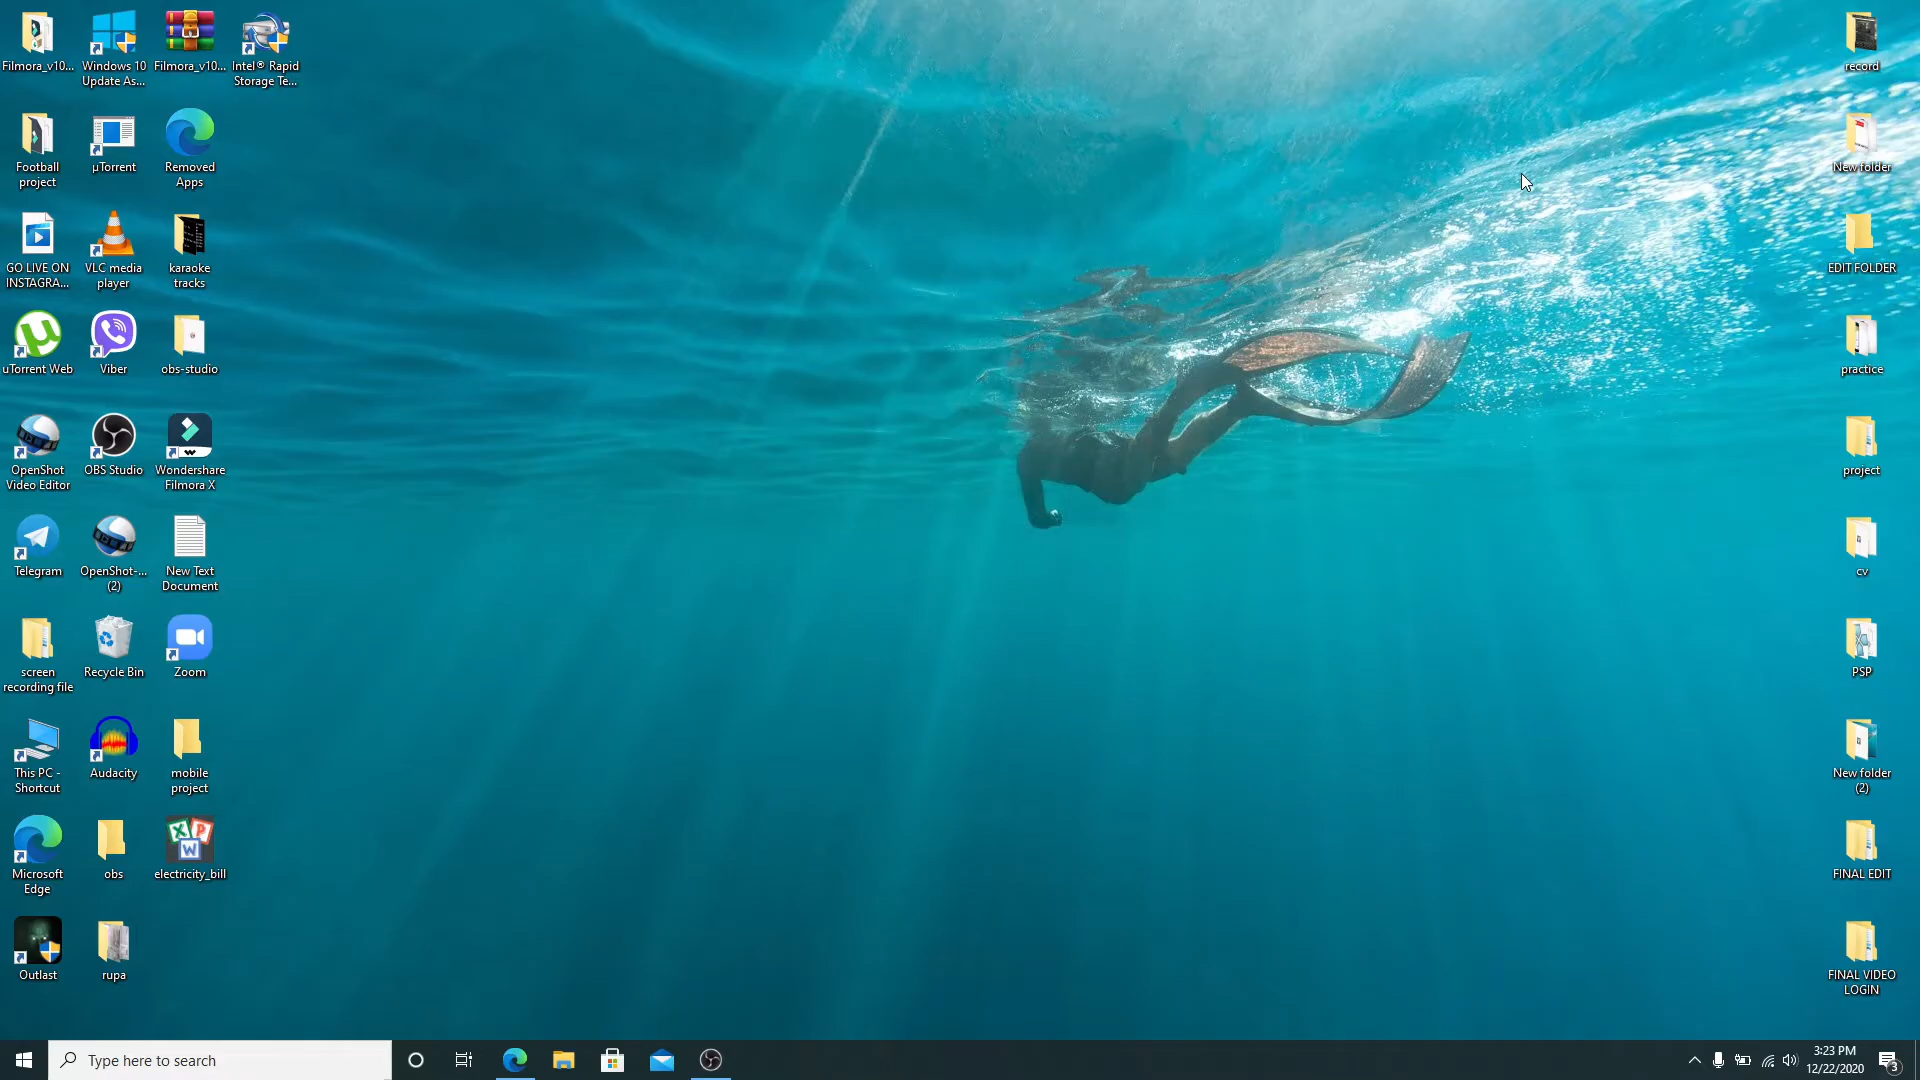 Filmora_v10...
Windows 10
Update As...
Filmora_v10...
Intel® Rapid
Storage Te...
record
Football
project
µTorrent
Removed
Apps
New folder
GO LIVE ON
INSTAGRA...
VLC media
player
karaoke
tracks
EDIT FOLDER
uTorrent Web
Viber
obs-studio
practice
OpenShot
Video Editor
OBS Studio
Wondershare
Filmora X
project
Telegram
OpenShot-...
(2)
New Text
Document
cv
screen
recording file
Recycle Bin
Zoom
PSP
This PC -
Shortcut
Audacity
mobile
project
New folder
(2)
Microsoft
Edge
obs
electricity_bill
FINAL EDIT
Outlast
rupa
FINAL VIDEO
LOGIN
Type here to search
3:23 PM
12/22/2020
3